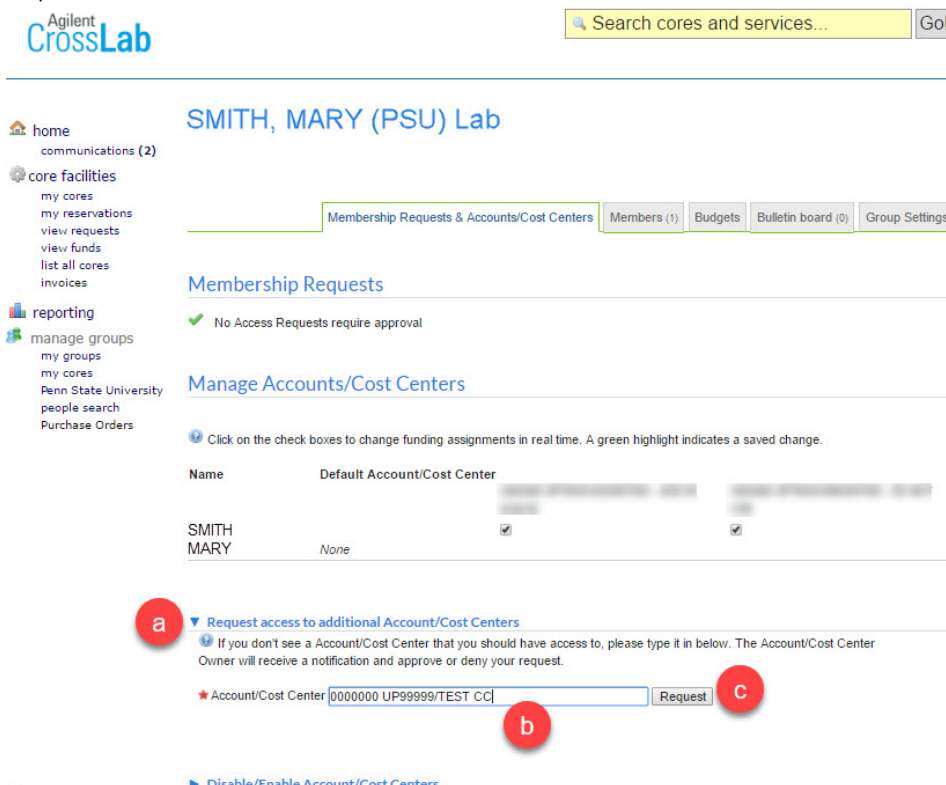 Agilent
CrossLab
Search cores and services...
Go
SMITH, MARY (PSU) Lab
home
communications (2)
core facilities
my cores
my reservations
view requests
view funds
list all cores
invoices
reporting
manage groups
my groups
my cores
Penn State University
people search
Purchase Orders
Membership Requests & Accounts/Cost Centers Members (1) Budgets Bulletin board (0) Group Settings
Membership Requests
No Access Requests require approval
Manage Accounts/Cost Centers
Click on the check boxes to change funding assignments in real time. A green highlight indicates a saved change.
Name Default Account/Cost Center
SMITH
MARY None
a
Request access to additional Account/Cost Centers
If you don't see a Account/Cost Center that you should have access to, please type it in below. The Account/Cost Center
Owner will receive a notification and approve or deny your request.
Account/Cost Center 0000000 UP99999/TEST CC Request
c
b
Disable/Enable Account/Cost Centers